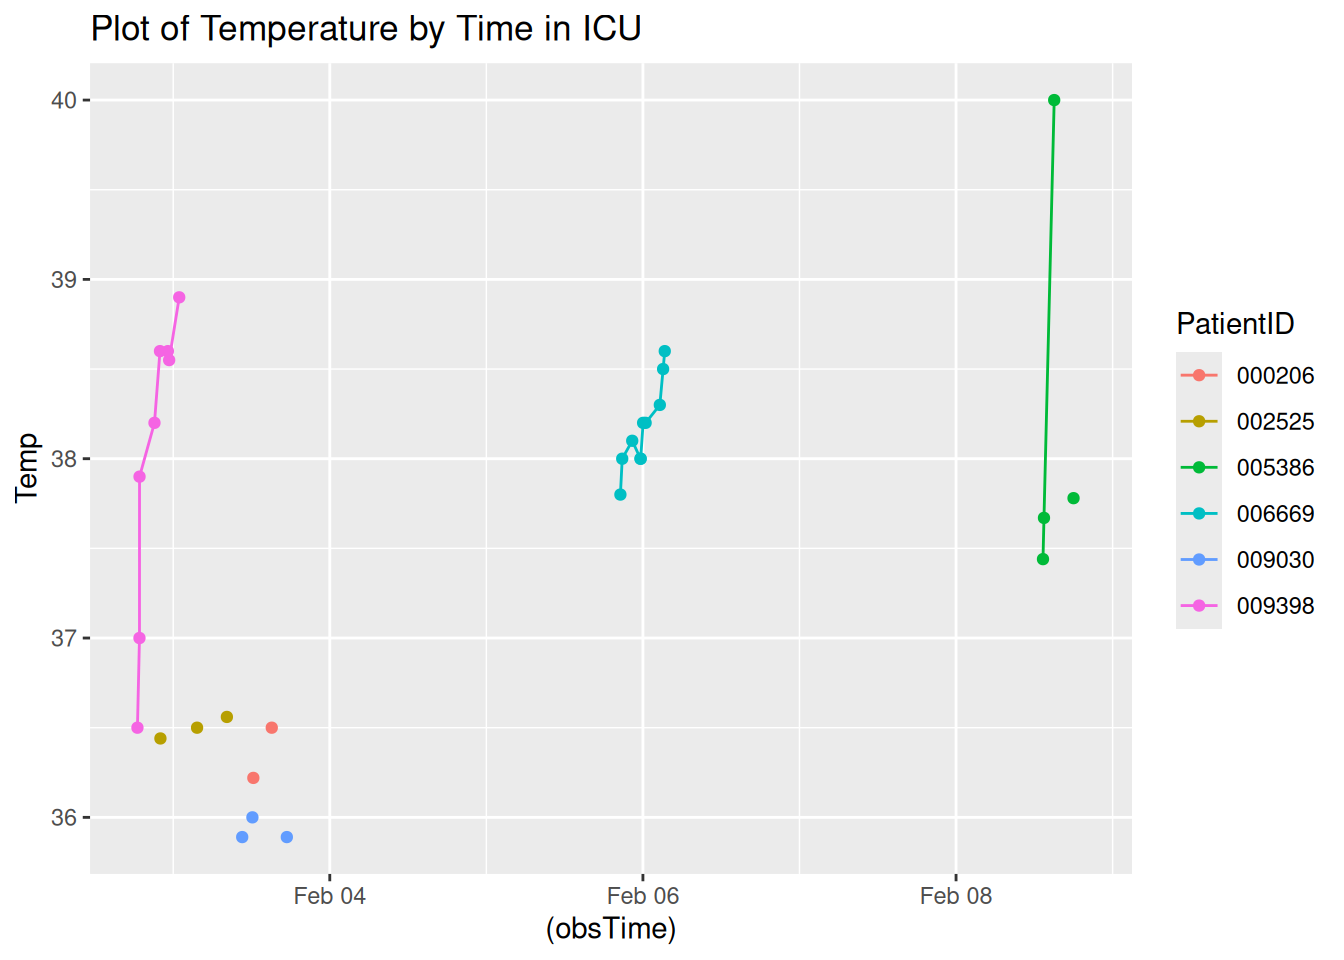 Plot of Temperature by Time in ICU
40
39
38
37
36
Temp
Feb 04
Feb 06
Feb 08
(obsTime)
PatientID
000206
002525
005386
006669
009030
009398